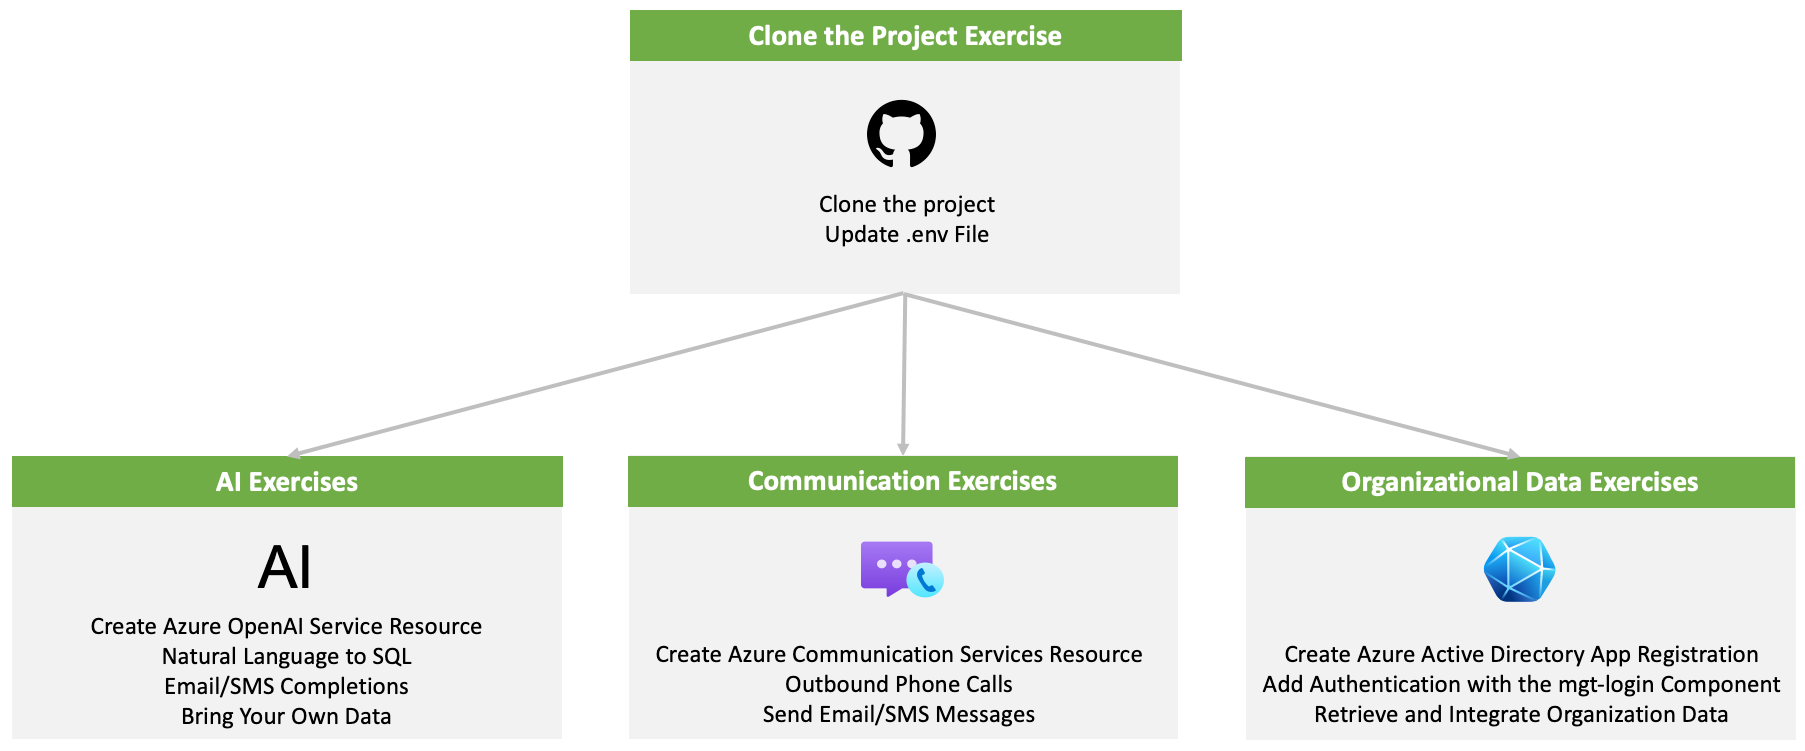 Clone the Project Exercise
Clone the project
Update .env File
AI Exercises
AI
Create Azure OpenAI Service Resource
Natural Language to SQL
Email/SMS Completions
Bring Your Own Data
Communication Exercises
Create Azure Communication Services Resource
Outbound Phone Calls
Send Email/SMS Messages
Organizational Data Exercises
Create Azure Active Directory App Registration
Add Authentication with the mgt-login Component
Retrieve and Integrate Organization Data